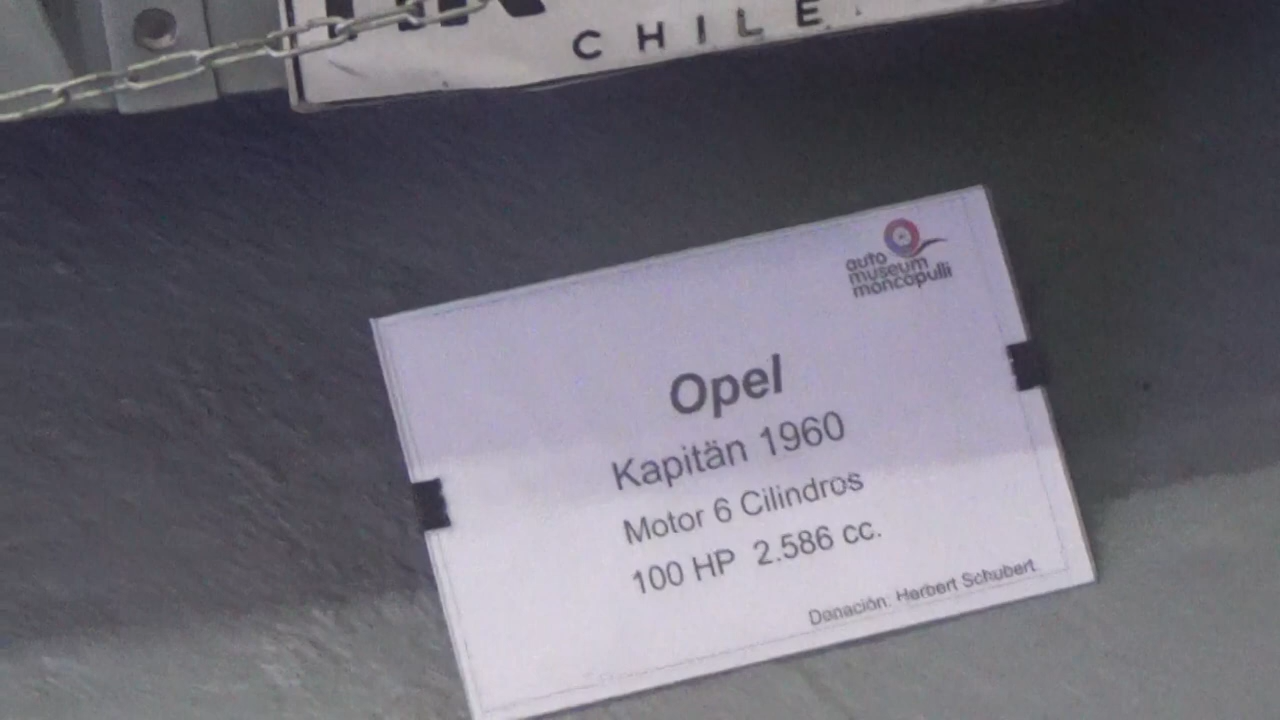 CHILE
auto
museum
moncopulli
Opel
Kapitän 1960
Motor 6 Cilindros
100 HP 2.586 cc.
Donación: Herbert Schubert